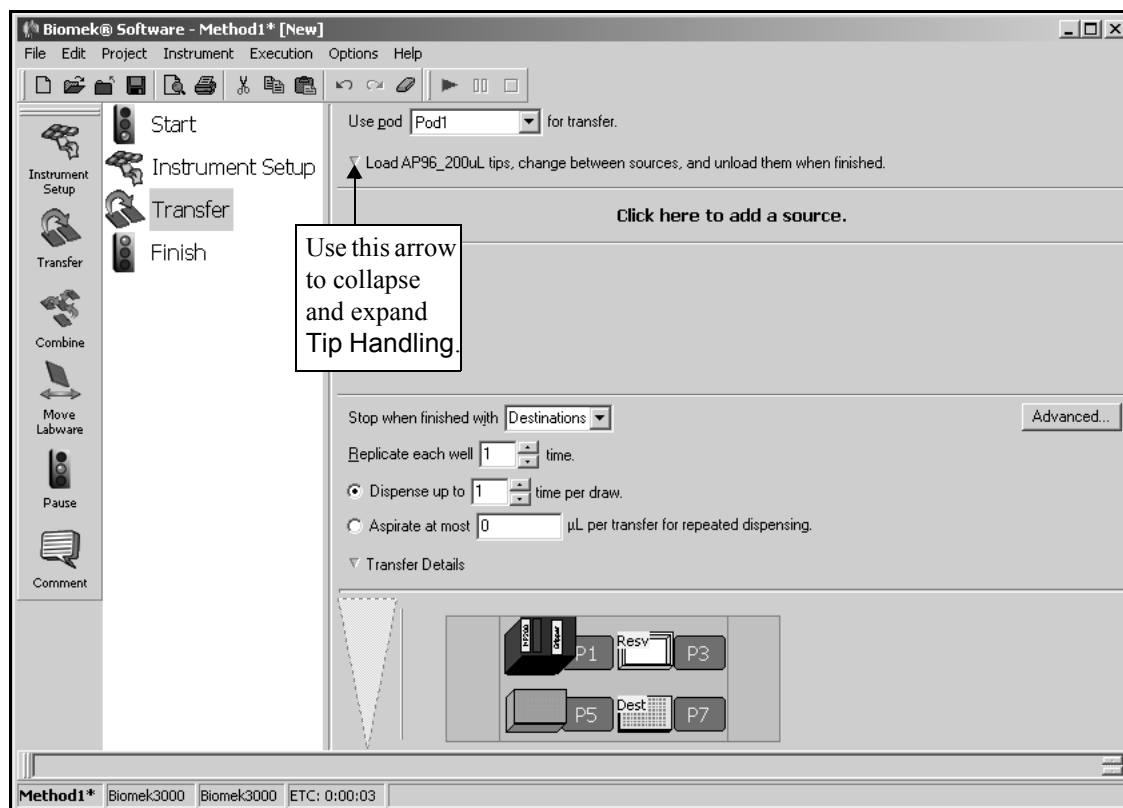 Biomek® Software - Method1* [New]
File Edit Project Instrument Execution Options Help
Instrument
Setup
Transfer
Combine
Move
Labware
Pause
Comment
Start
Instrument Setup
Transfer
Finish
Use pod Pod1 for transfer.
Load AP96_200uL tips, change between sources, and unload them when finished.
Click here to add a source.
Use this arrow
to collapse
and expand
Tip Handling.
Stop when finished with Destinations
Advanced...
Replicate each well 1 time.
Dispense up to 1 time per draw.
Aspirate at most 0 µL per transfer for repeated dispensing.
Transfer Details
MP200
Gripper
P1
Resv
P3
P5
Dest
P7
Method1* Biomek3000 Biomek3000 ETC: 0:00:03